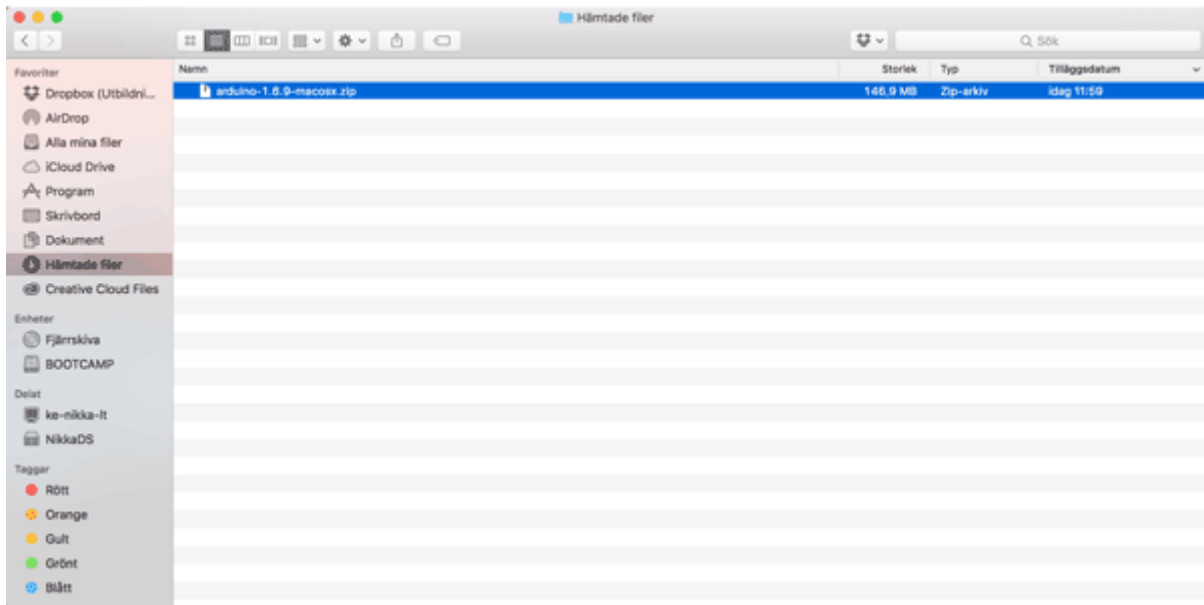 Hämtade filer
Sök
Favoriter
Namn
Storlek
Typ
Tilläggsdatum
arduino-1.6.9-macosx.zip
146,9 MB
Zip-arkiv
idag 11:59
Dropbox (Utbildni...
AirDrop
Alla mina filer
iCloud Drive
Program
Skrivbord
Dokument
Hämtade filer
Creative Cloud Files
Enheter
Fjärrskiva
BOOTCAMP
Delat
ke-nikka-lt
NikkaDS
Taggar
Rött
Orange
Gult
Grönt
Blått